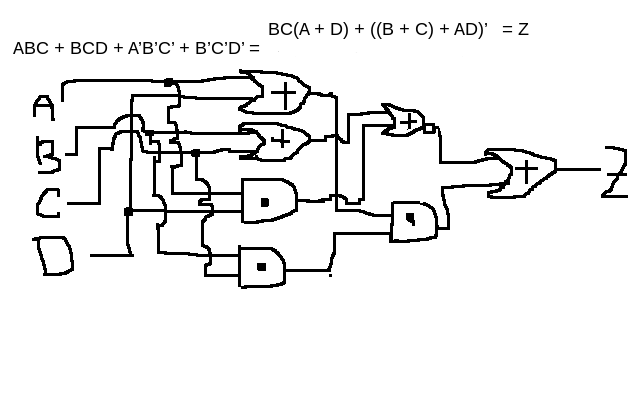 BC(A + D) + ((B + C) + AD)' = Z
ABC + BCD + A'B'C' + B'C'D' =
A
B
C
D
+
+
+
+
Z